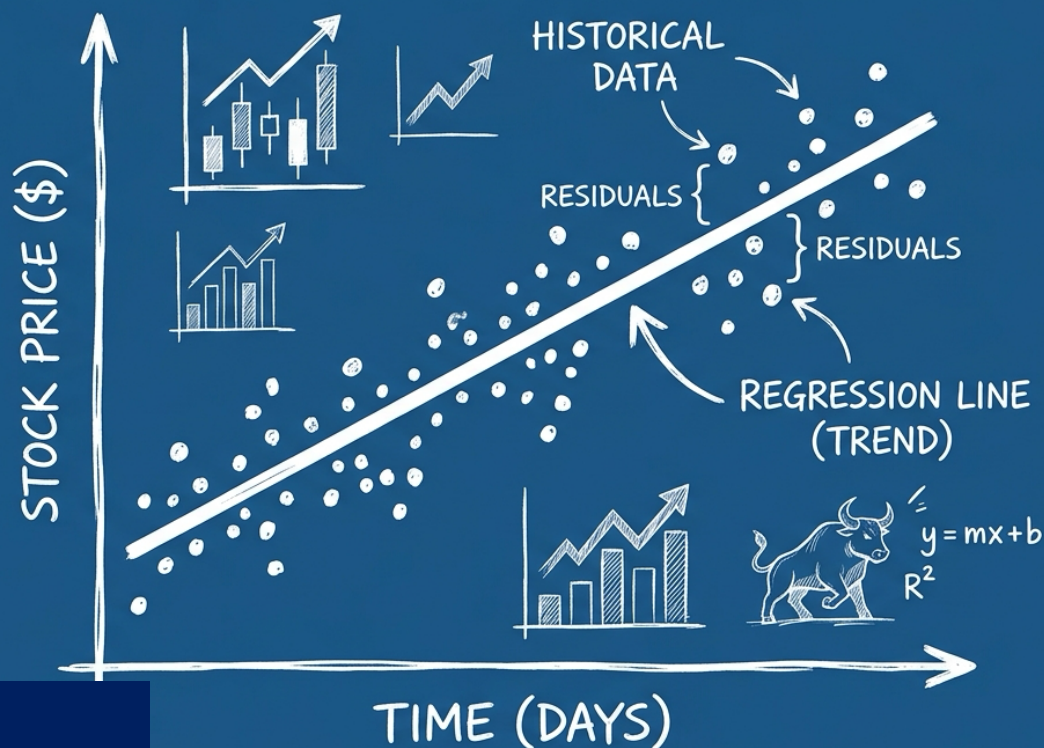 HISTORICAL
DATA
RESIDUALS
RESIDUALS
REGRESSION LINE
(TREND)
y = mx+b
R²
STOCK PRICE ($)
TIME (DAYS)